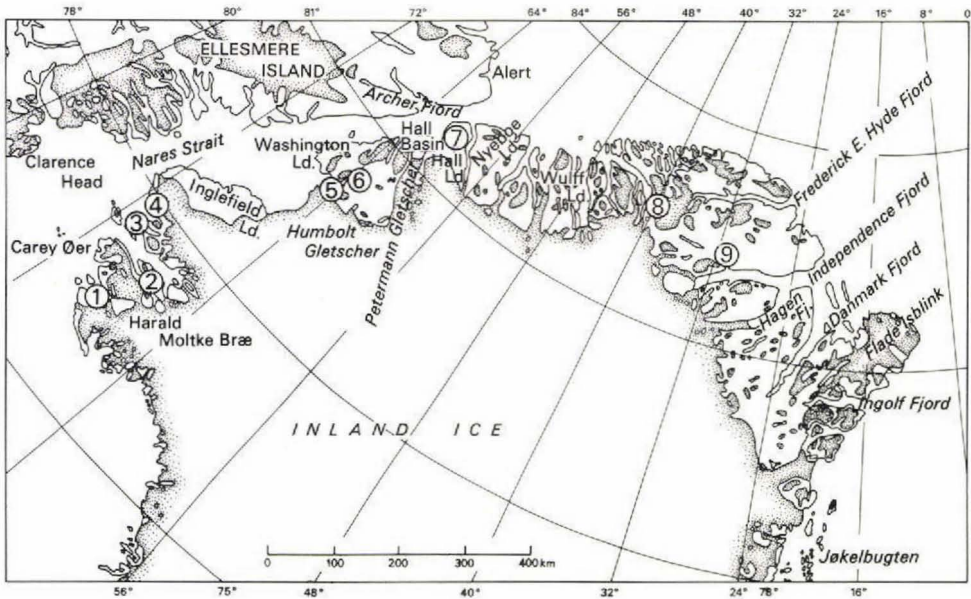 78° 80° 81° 64° 84° 56° 48° 40° 32° 24° 16° 8° 0
ELLESMERE
ISLAND
Alert
Archer Fjord
Clarence
Head
Nares Strait
Washington
Ld.
Hall
Basin
7
Hall
Ld.
Nyeboe
Ld.
Wulff
Ld.
Frederick E. Hyde Fjord
Inglefield
Ld.
5
6
4
3
8
Humbolt
Gletscher
Petermann Gletscher
Carey Øer
9
Independence Fjord
1
2
Hagen Fj.
Danmark Fjord
Flade Isblink
Harald
Moltke Bræ
Ingolf Fjord
INLAND ICE
0 100 200 300 400 km
Jøkelbugten
56° 75° 48° 40° 32° 24° 78° 16°